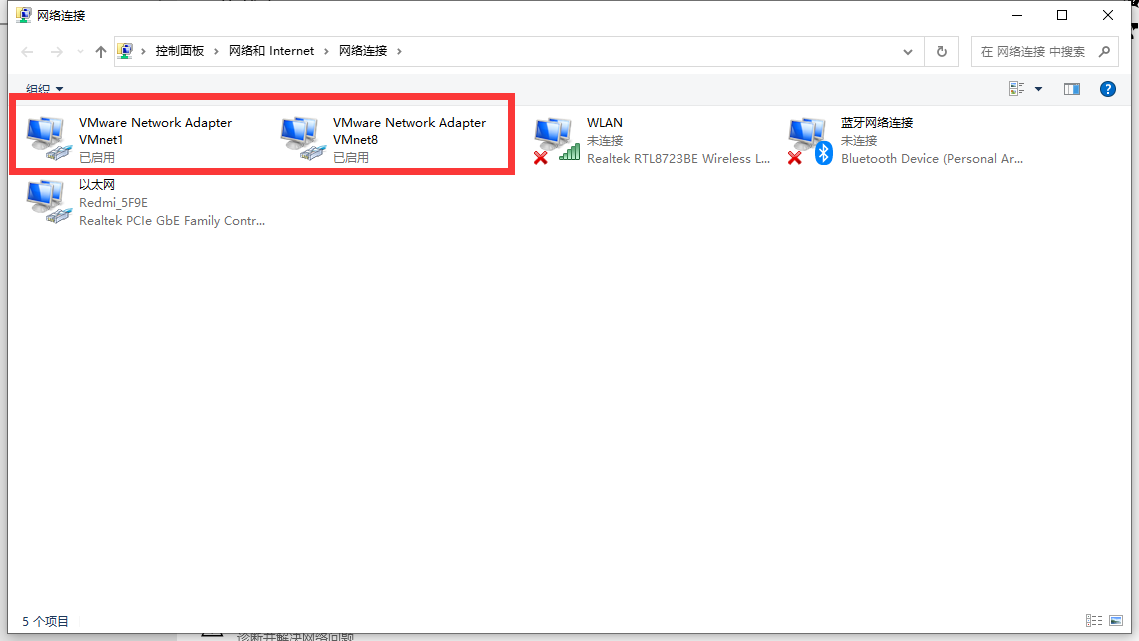 网络连接
控制面板 › 网络和 Internet › 网络连接 ›
在 网络连接 中搜索
组织
VMware Network Adapter
VMnet1
已启用
VMware Network Adapter
VMnet8
已启用
WLAN
未连接
Realtek RTL8723BE Wireless L...
蓝牙网络连接
未连接
Bluetooth Device (Personal Ar...
以太网
Redmi_5F9E
Realtek PCIe GbE Family Contr...
5 个项目
诊断并解决网络问题